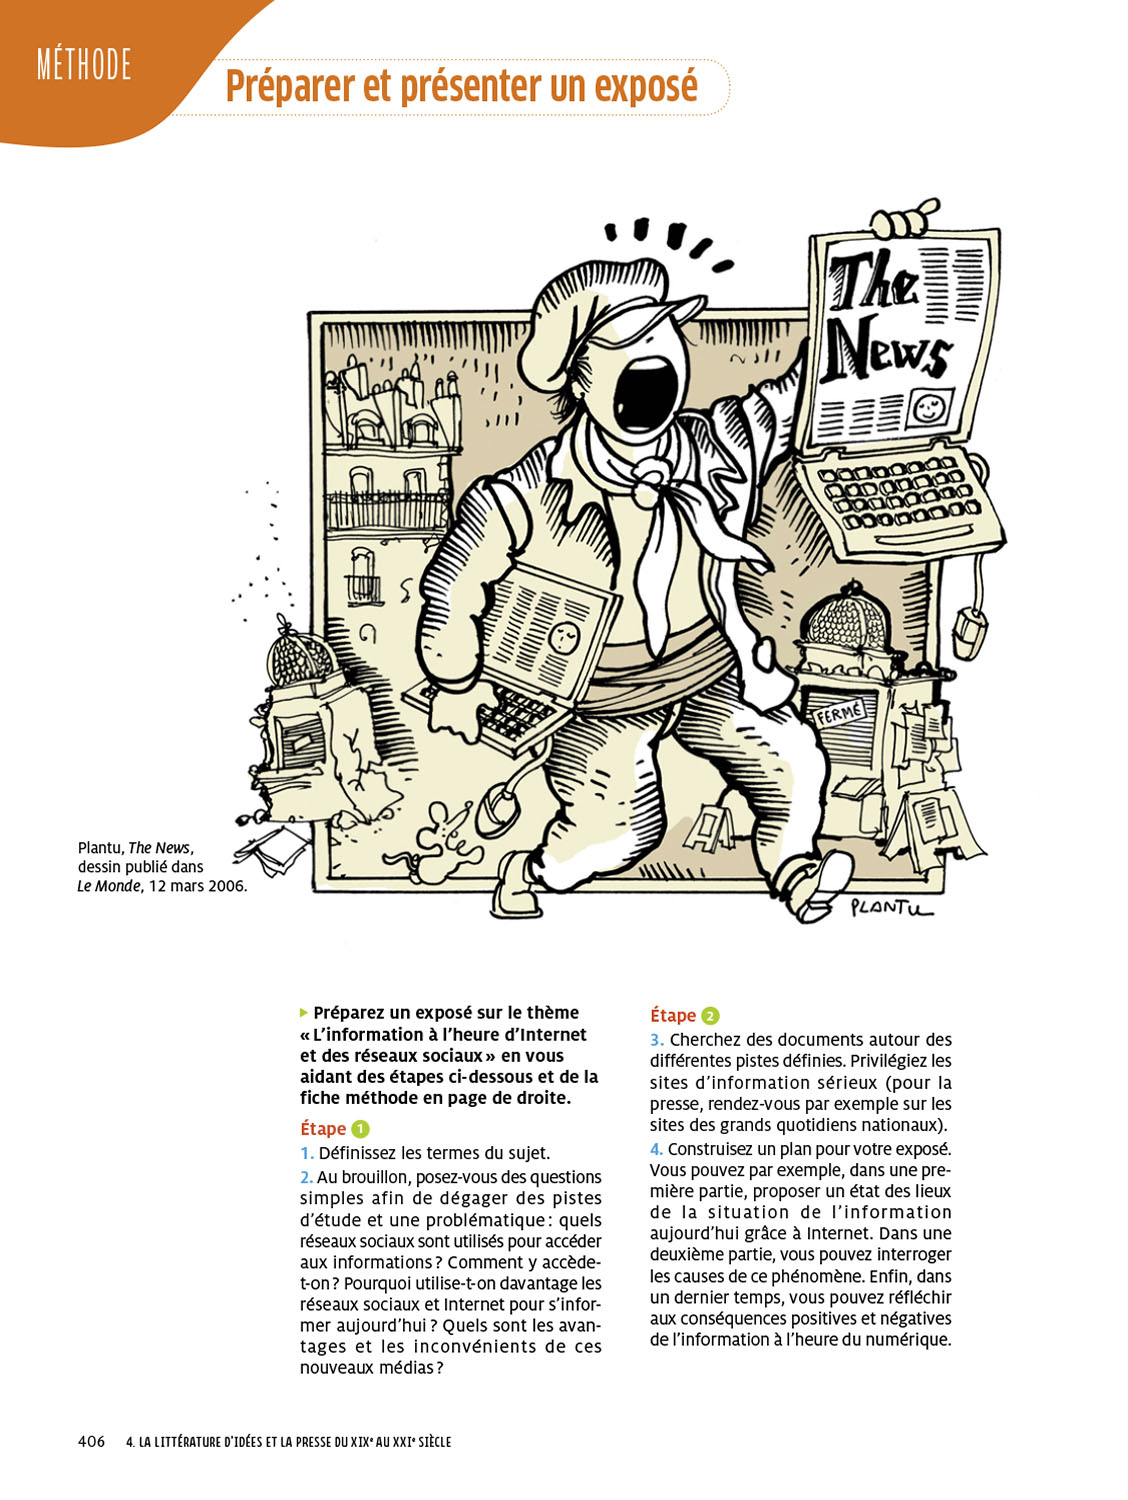 MÉTHODE
Préparer et présenter un exposé
The
News
FERMÉ
PLANTU
Plantu, The News,
dessin publié dans
Le Monde, 12 mars 2006.
Préparez un exposé sur le thème
« L’information à l’heure d’Internet
et des réseaux sociaux » en vous
aidant des étapes ci-dessous et de la
fiche méthode en page de droite.
Étape 1
1. Définissez les termes du sujet.
2. Au brouillon, posez-vous des questions
simples afin de dégager des pistes
d’étude et une problématique : quels
réseaux sociaux sont utilisés pour accéder
aux informations ? Comment y accède-
t-on ? Pourquoi utilise-t-on davantage les
réseaux sociaux et Internet pour s’infor-
mer aujourd’hui ? Quels sont les avan-
tages et les inconvénients de ces
nouveaux médias ?
Étape 2
3. Cherchez des documents autour des
différentes pistes définies. Privilégiez les
sites d’information sérieux (pour la
presse, rendez-vous par exemple sur les
sites des grands quotidiens nationaux).
4. Construisez un plan pour votre exposé.
Vous pouvez par exemple, dans une pre-
mière partie, proposer un état des lieux
de la situation de l’information
aujourd’hui grâce à Internet. Dans une
deuxième partie, vous pouvez interroger
les causes de ce phénomène. Enfin, dans
un dernier temps, vous pouvez réfléchir
aux conséquences positives et négatives
de l’information à l’heure du numérique.
406 4. LA LITTÉRATURE D'IDÉES ET LA PRESSE DU XIXe AU XXIe SIÈCLE